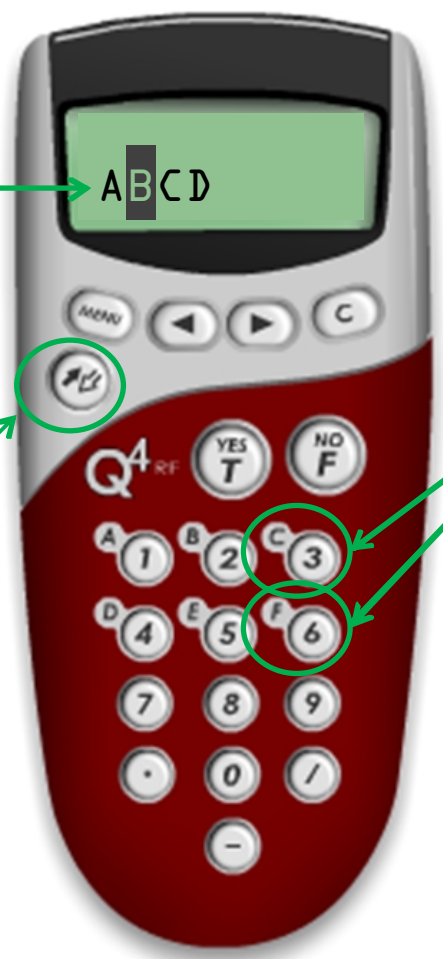 ABCD
MENU ◀ ▶ C
Q4 RF
YES T NO F
A 1 B 2 C 3
D 4 E 5 F 6
7 8 9
. 0 /
-